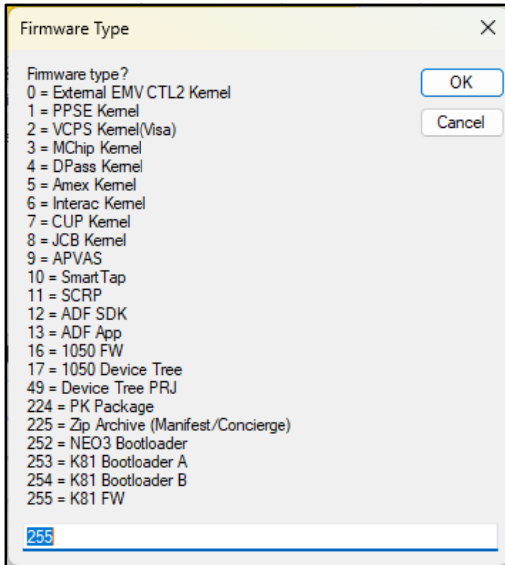 Firmware Type
Firmware type?
0 = External EMV CTL2 Kernel
1 = PPSE Kernel
2 = VCPS Kernel(Visa)
3 = MChip Kernel
4 = DPass Kernel
5 = Amex Kernel
6 = Interac Kernel
7 = CUP Kernel
8 = JCB Kernel
9 = APVAS
10 = SmartTap
11 = SCRP
12 = ADF SDK
13 = ADF App
16 = 1050 FW
17 = 1050 Device Tree
49 = Device Tree PRJ
224 = PK Package
225 = Zip Archive (Manifest/Concierge)
252 = NEO3 Bootloader
253 = K81 Bootloader A
254 = K81 Bootloader B
255 = K81 FW
OK
Cancel
255